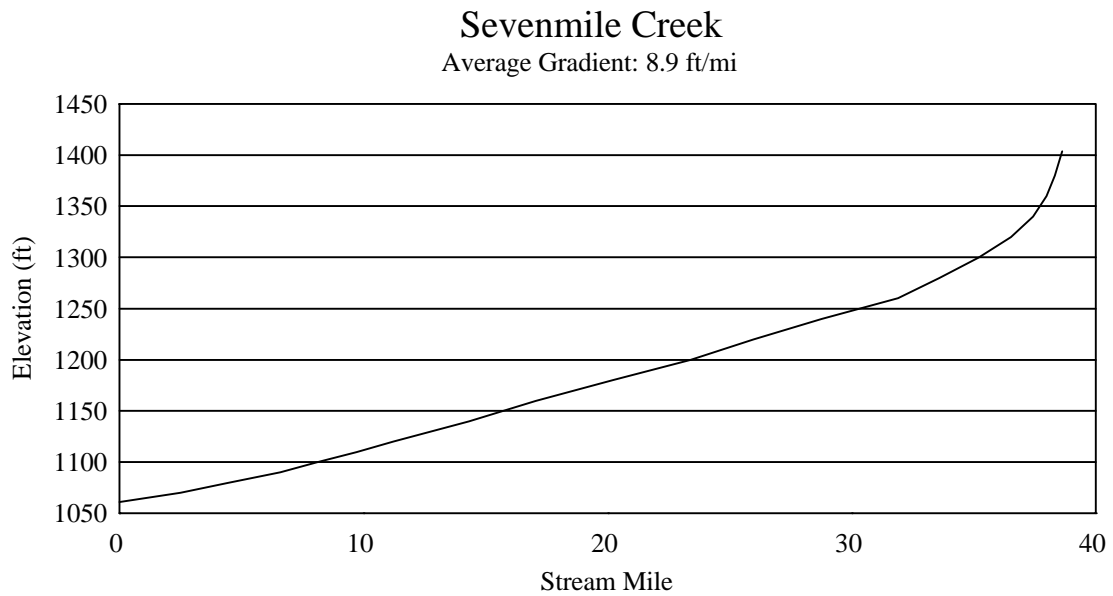 Sevenmile Creek
Average Gradient: 8.9 ft/mi
1450
1400
1350
1300
1250
1200
1150
1100
1050
Elevation (ft)
0 10 20 30 40
Stream Mile